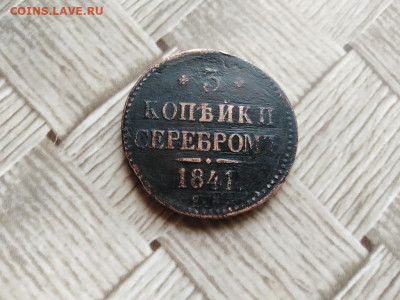 COINS.LAVE.RU
* 3 *
КОПѢЙКИ
СЕРЕБРОМЪ
1841.